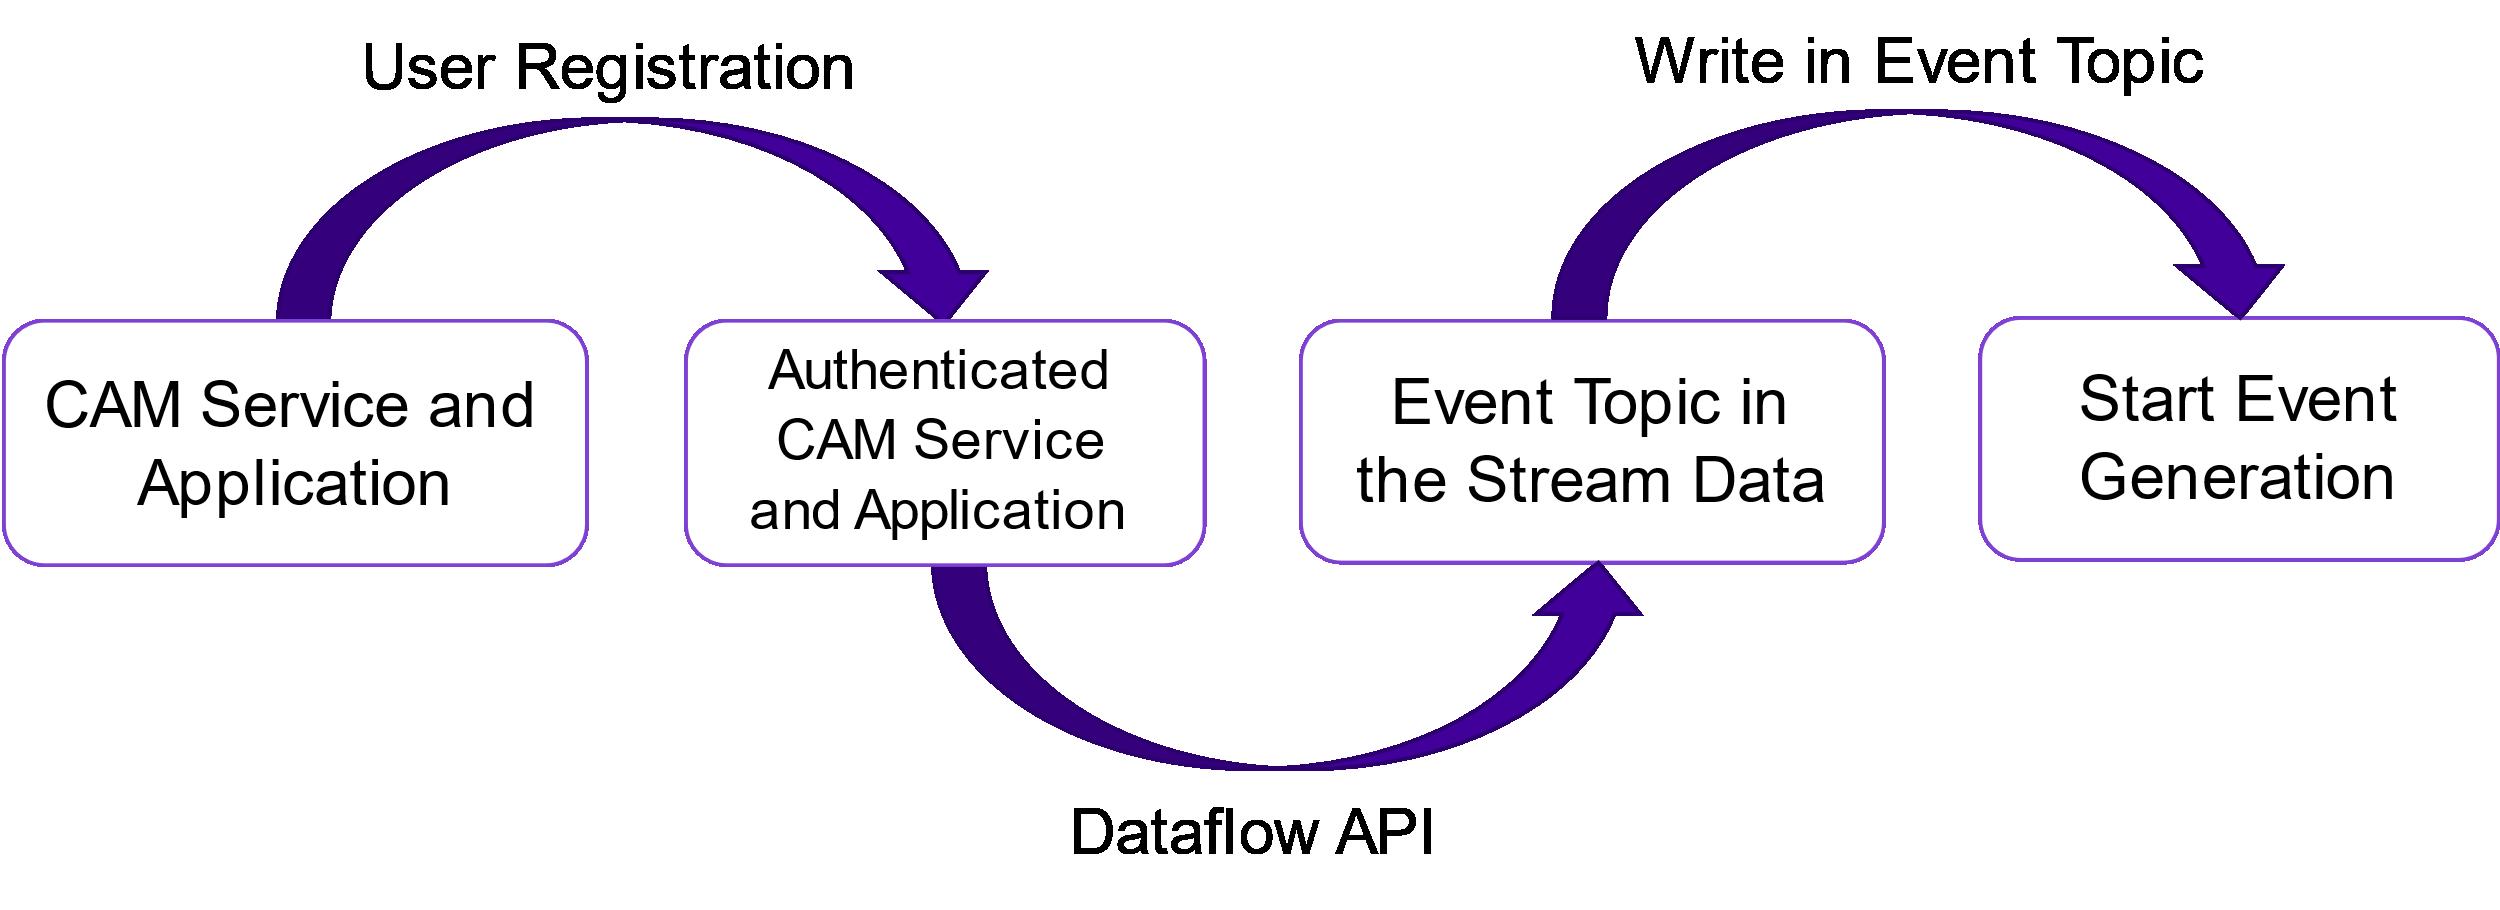 User Registration
Write in Event Topic
CAM Service and
Application
Authenticated
CAM Service
and Application
Event Topic in
the Stream Data
Start Event
Generation
Dataflow API